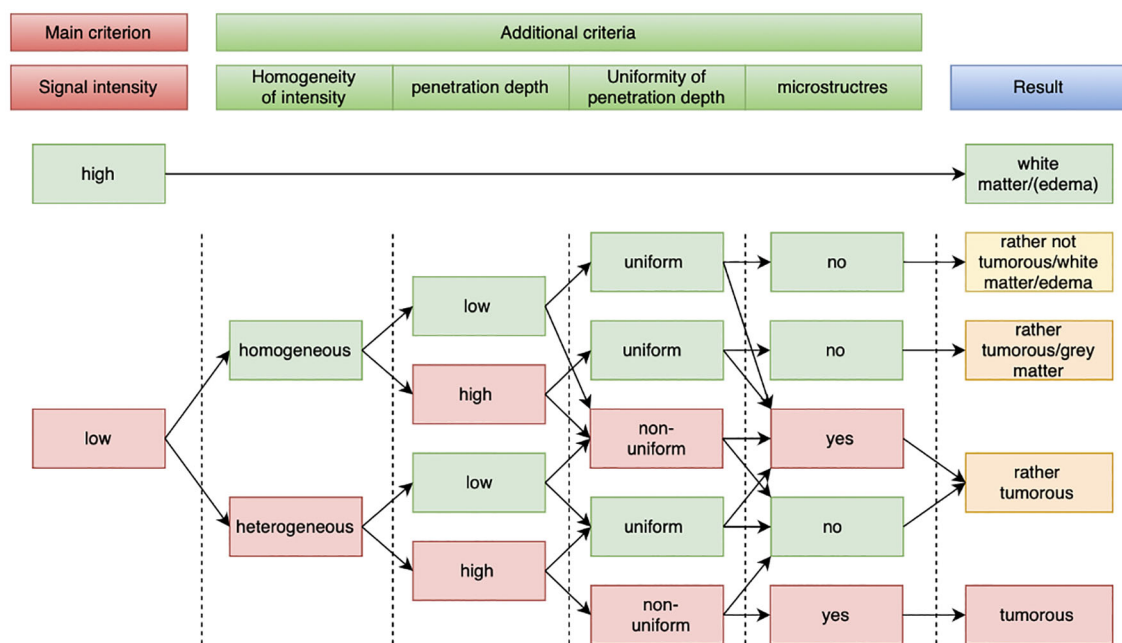 Main criterion
Additional criteria
Signal intensity
Homogeneity
of intensity
penetration depth
Uniformity of
penetration depth
microstructres
Result
high
white
matter/(edema)
uniform
no
rather not
tumorous/white
matter/edema
low
homogeneous
uniform
no
rather
tumorous/grey
matter
high
low
non-
uniform
yes
low
rather
tumorous
heterogeneous
uniform
no
high
non-
uniform
yes
tumorous